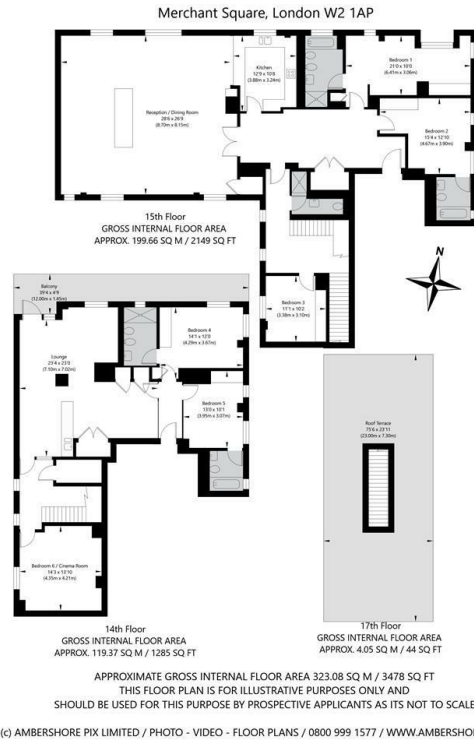 Merchant Square, London W2 1AP
Kitchen
12'9 x 10'8
(3.88m x 3.24m)
Bedroom 1
21'0 x 10'0
(6.41m x 3.06m)
Reception / Dining Room
28'6 x 26'9
(8.70m x 8.15m)
Bedroom 2
15'4 x 12'10
(4.67m x 3.90m)
15th Floor
GROSS INTERNAL FLOOR AREA
APPROX. 199.66 SQ M / 2149 SQ FT
N
Bedroom 3
11'1 x 10'2
(3.38m x 3.10m)
Balcony
39'4 x 4'9
(12.00m x 1.45m)
Lounge
23'4 x 23'0
(7.10m x 7.02m)
Bedroom 4
14'1 x 12'0
(4.29m x 3.67m)
Bedroom 5
13'0 x 10'1
(3.95m x 3.07m)
Roof Terrace
75'6 x 23'11
(23.00m x 7.30m)
Bedroom 6 / Cinema Room
14'3 x 13'10
(4.35m x 4.21m)
14th Floor
GROSS INTERNAL FLOOR AREA
APPROX. 119.37 SQ M / 1285 SQ FT
17th Floor
GROSS INTERNAL FLOOR AREA
APPROX. 4.05 SQ M / 44 SQ FT
APPROXIMATE GROSS INTERNAL FLOOR AREA 323.08 SQ M / 3478 SQ FT
THIS FLOOR PLAN IS FOR ILLUSTRATIVE PURPOSES ONLY AND
SHOULD BE USED FOR THIS PURPOSE BY PROSPECTIVE APPLICANTS AS ITS NOT TO SCALE
(c) AMBERSHORE PIX LIMITED / PHOTO - VIDEO - FLOOR PLANS / 0800 999 1577 / WWW.AMBERSHO